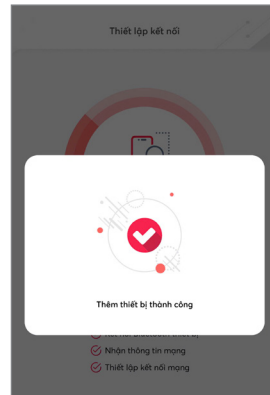 Thiết lập kết nối
Thêm thiết bị thành công
Nhận thông tin mạng
Thiết lập kết nối mạng